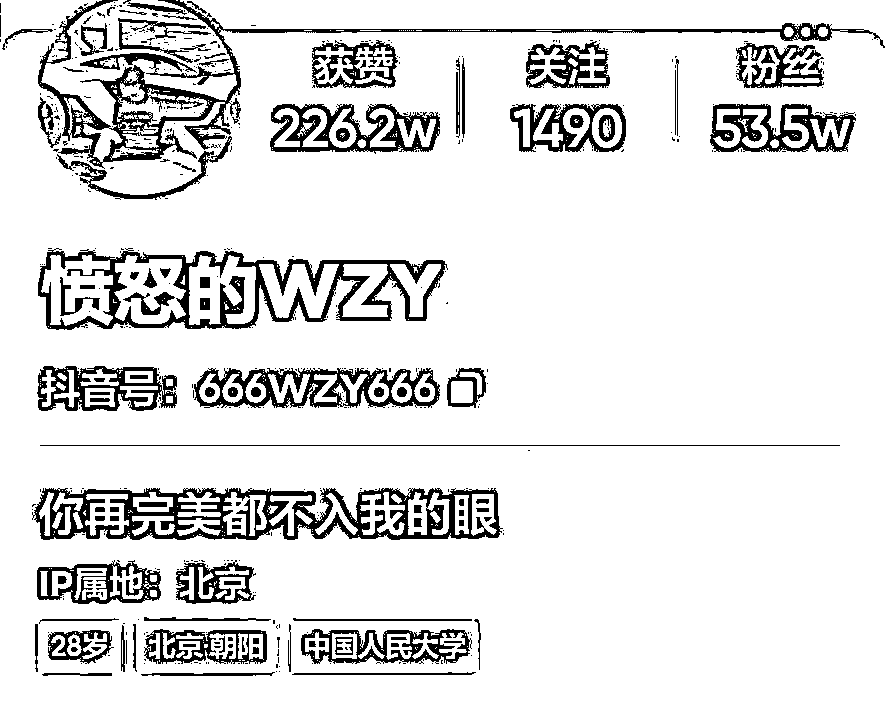 获赞 关注 粉丝
226.2w 1490 53.5w
愤怒的WZY
抖音号：666WZY666
你再完美都不入我的眼
IP属地：北京
28岁 北京·朝阳 中国人民大学